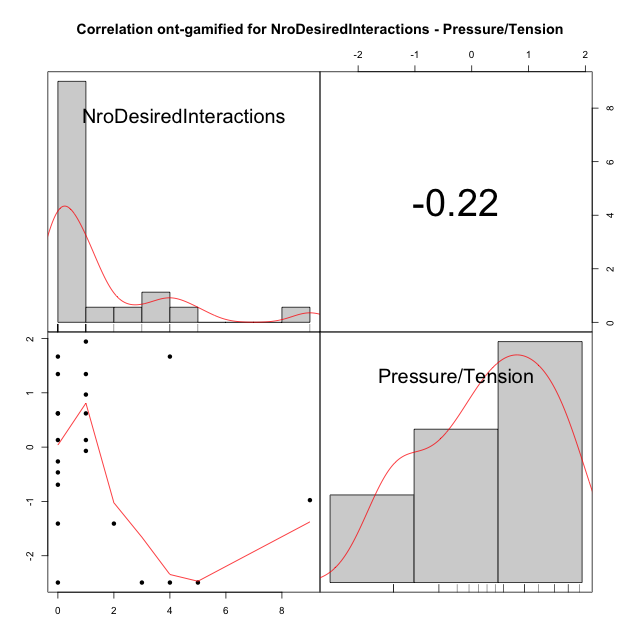 Correlation ont-gamified for NroDesiredInteractions - Pressure/Tension
-2 -1 0 1 2
NroDesiredInteractions
-0.22
8
6
4
2
0
2
1
0
-1
-2
Pressure/Tension
0 2 4 6 8